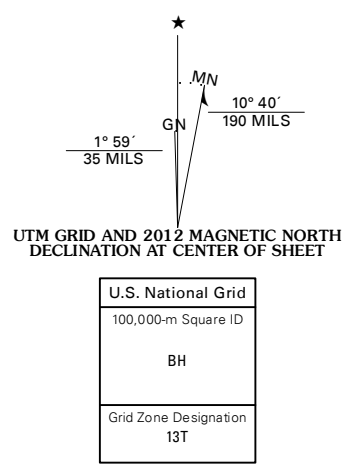 ★
MN
GN
10° 40´
190 MILS
1° 59´
35 MILS
UTM GRID AND 2012 MAGNETIC NORTH
DECLINATION AT CENTER OF SHEET
U.S. National Grid
100,000-m Square ID
BH
Grid Zone Designation
13T